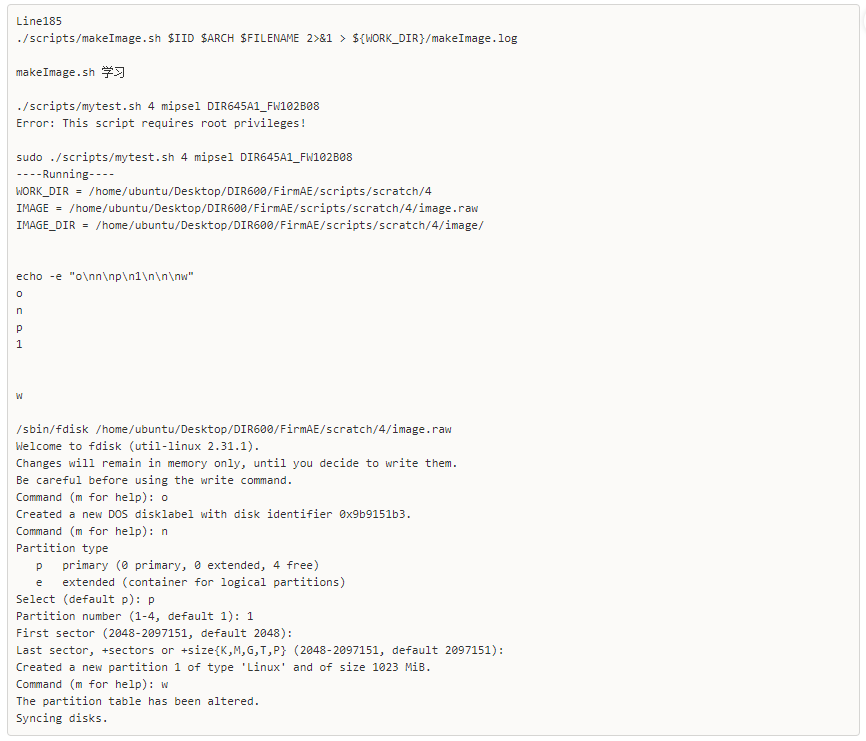 Line185
./scripts/makeImage.sh $IID $ARCH $FILENAME 2>&1 > ${WORK_DIR}/makeImage.log
makeImage.sh 学习
./scripts/mytest.sh 4 mipsel DIR645A1_FW102B08
Error: This script requires root privileges!
sudo ./scripts/mytest.sh 4 mipsel DIR645A1_FW102B08
----Running----
WORK_DIR = /home/ubuntu/Desktop/DIR600/FirmAE/scripts/scratch/4
IMAGE = /home/ubuntu/Desktop/DIR600/FirmAE/scripts/scratch/4/image.raw
IMAGE_DIR = /home/ubuntu/Desktop/DIR600/FirmAE/scripts/scratch/4/image/
echo -e "o\nn\np\n1\n\n\nw"
o
n
p
1
w
/sbin/fdisk /home/ubuntu/Desktop/DIR600/FirmAE/scratch/4/image.raw
Welcome to fdisk (util-linux 2.31.1).
Changes will remain in memory only, until you decide to write them.
Be careful before using the write command.
Command (m for help): o
Created a new DOS disklabel with disk identifier 0x9b9151b3.
Command (m for help): n
Partition type
   p   primary (0 primary, 0 extended, 4 free)
   e   extended (container for logical partitions)
Select (default p): p
Partition number (1-4, default 1): 1
First sector (2048-2097151, default 2048):
Last sector, +sectors or +size{K,M,G,T,P} (2048-2097151, default 2097151):
Created a new partition 1 of type 'Linux' and of size 1023 MiB.
Command (m for help): w
The partition table has been altered.
Syncing disks.